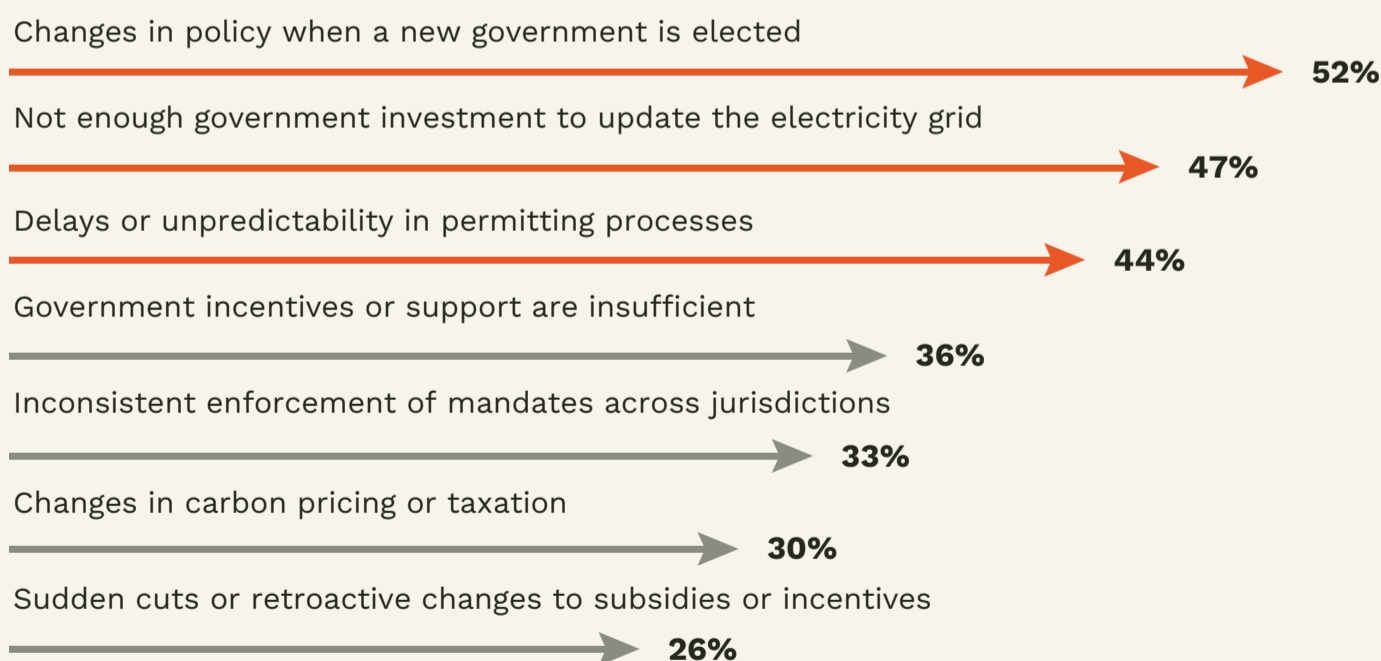 Changes in policy when a new government is elected
52%
Not enough government investment to update the electricity grid
47%
Delays or unpredictability in permitting processes
44%
Government incentives or support are insufficient
36%
Inconsistent enforcement of mandates across jurisdictions
33%
Changes in carbon pricing or taxation
30%
Sudden cuts or retroactive changes to subsidies or incentives
26%